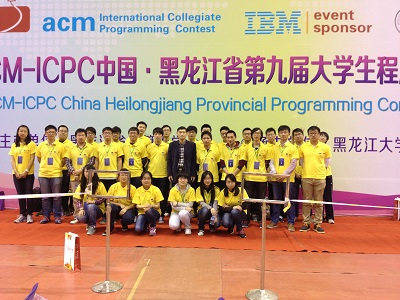 acm International Collegiate
Programming Contest
IBM
event
sponsor
CM-ICPC中国·黑龙江省第九届大学生程
CM-ICPC China Heilongjiang Provincial Programming Con
黑龙江大学